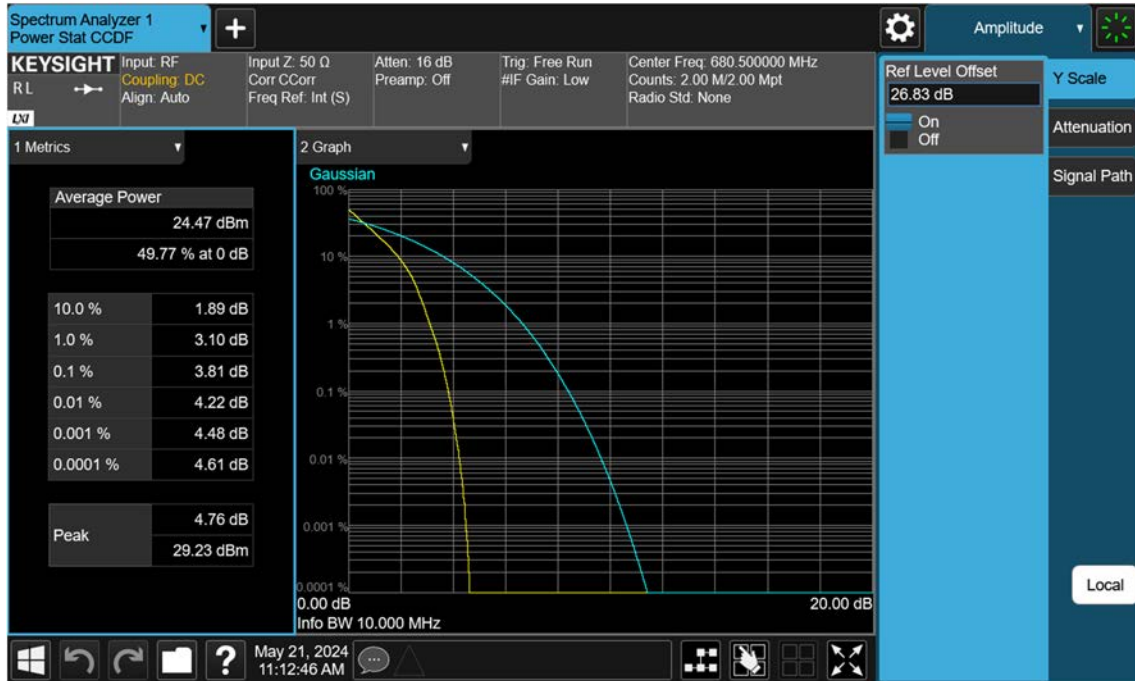 Spectrum Analyzer 1
Power Stat CCDF
+
Amplitude
KEYSIGHT
R L
LXI
Input: RF
Coupling: DC
Align: Auto
Input Z: 50 Ω
Corr CCorr
Freq Ref: Int (S)
Atten: 16 dB
Preamp: Off
Trig: Free Run
#IF Gain: Low
Center Freq: 680.500000 MHz
Counts: 2.00 M/2.00 Mpt
Radio Std: None
Ref Level Offset
26.83 dB
On
Off
Y Scale
Attenuation
Signal Path
1 Metrics
Average Power
24.47 dBm
49.77 % at 0 dB
10.0 % 1.89 dB
1.0 % 3.10 dB
0.1 % 3.81 dB
0.01 % 4.22 dB
0.001 % 4.48 dB
0.0001 % 4.61 dB
Peak
4.76 dB
29.23 dBm
2 Graph
Gaussian
100 %
10 %
1 %
0.1 %
0.01 %
0.001 %
0.0001 %
0.00 dB 20.00 dB
Info BW 10.000 MHz
Local
?
May 21, 2024
11:12:46 AM